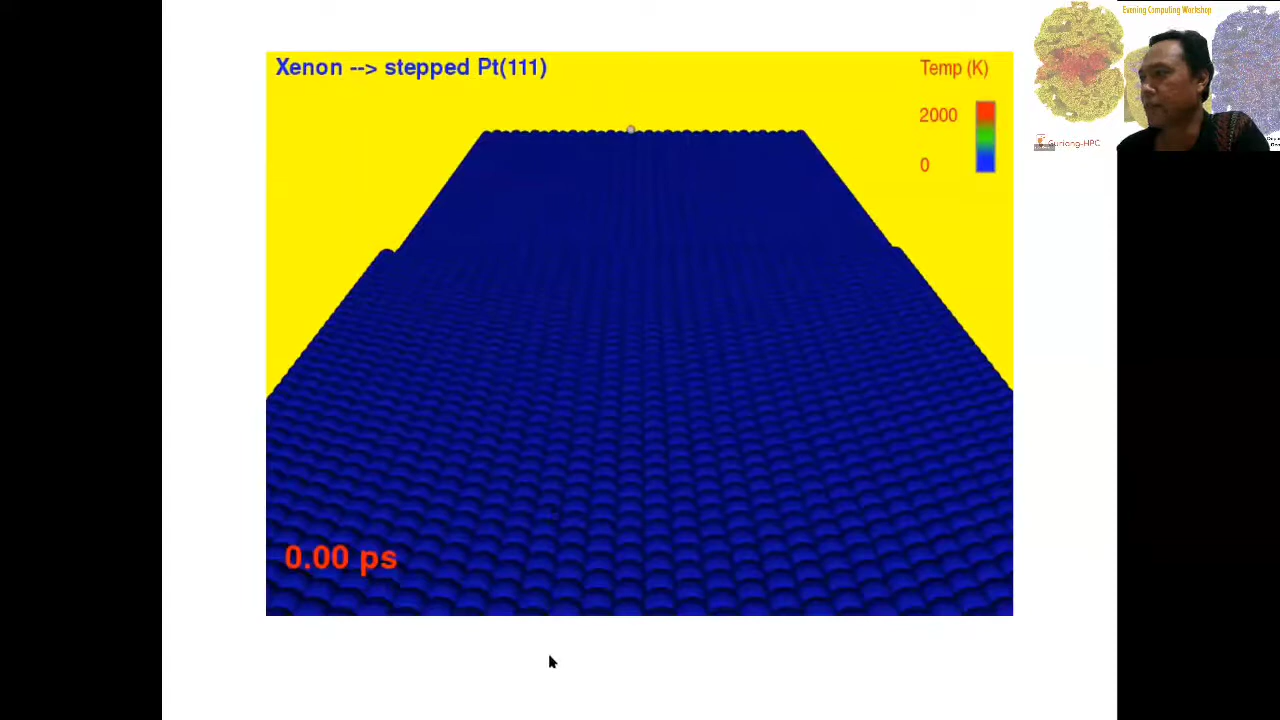 Xenon --> stepped Pt(111)
Temp (K)
2000
0
0.00 ps
Evening Computing Workshop